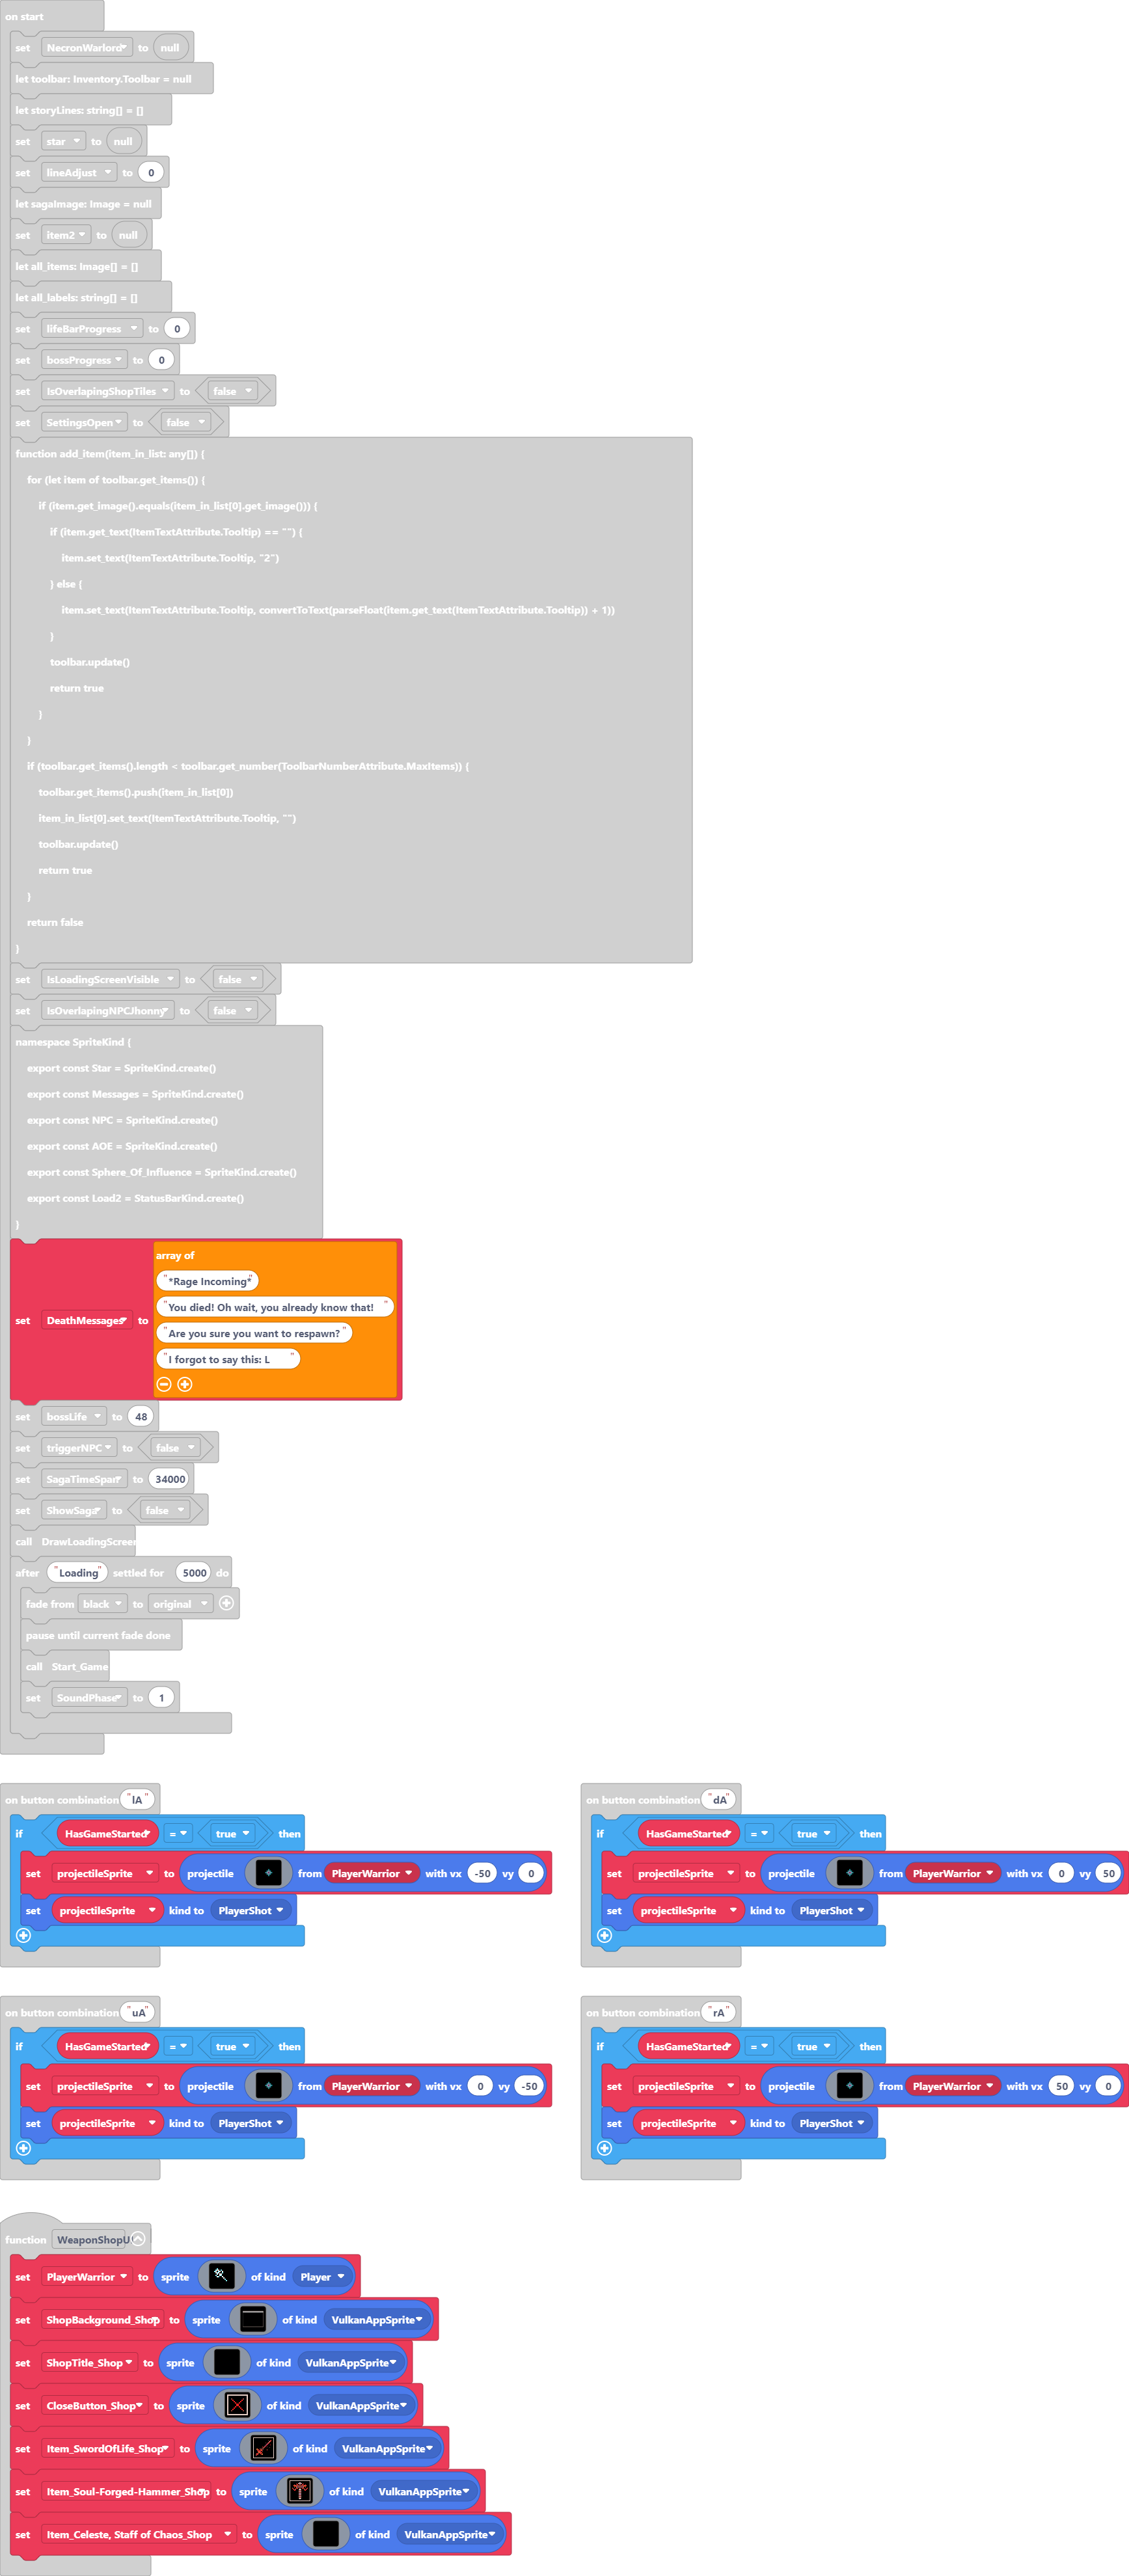 on start
set NecronWarlord to null
let toolbar: Inventory.Toolbar = null
let storyLines: string[] = []
set star to null
set lineAdjust to 0
let sagaImage: Image = null
set item2 to null
let all_items: Image[] = []
let all_labels: string[] = []
set lifeBarProgress to 0
set bossProgress to 0
set IsOverlapingShopTiles to false
set SettingsOpen to false
function add_item(item_in_list: any[]) {
for (let item of toolbar.get_items()) {
if (item.get_image().equals(item_in_list[0].get_image())) {
if (item.get_text(ItemTextAttribute.Tooltip) == "") {
item.set_text(ItemTextAttribute.Tooltip, "2")
} else {
item.set_text(ItemTextAttribute.Tooltip, convertToText(parseFloat(item.get_text(ItemTextAttribute.Tooltip)) + 1))
}
toolbar.update()
return true
}
}
if (toolbar.get_items().length < toolbar.get_number(ToolbarNumberAttribute.MaxItems)) {
toolbar.get_items().push(item_in_list[0])
item_in_list[0].set_text(ItemTextAttribute.Tooltip, "")
toolbar.update()
return true
}
return false
}
set IsLoadingScreenVisible to false
set IsOverlapingNPCJhonny to false
namespace SpriteKind {
export const Star = SpriteKind.create()
export const Messages = SpriteKind.create()
export const NPC = SpriteKind.create()
export const AOE = SpriteKind.create()
export const Sphere_Of_Influence = SpriteKind.create()
export const Load2 = StatusBarKind.create()
}
array of
"*Rage Incoming*"
"You died! Oh wait, you already know that! "
set DeathMessages to
"Are you sure you want to respawn?"
"I forgot to say this: L "
set bossLife to 48
set triggerNPC to false
set SagaTimeSpan to 34000
set ShowSaga to false
call DrawLoadingScreen
after "Loading" settled for 5000 do
fade from black to original
pause until current fade done
call Start_Game
set SoundPhase to 1
on button combination "lA"
if HasGameStarted = true then
set projectileSprite to projectile from PlayerWarrior with vx -50 vy 0
set projectileSprite kind to PlayerShot
on button combination "dA"
if HasGameStarted = true then
set projectileSprite to projectile from PlayerWarrior with vx 0 vy 50
set projectileSprite kind to PlayerShot
on button combination "uA"
if HasGameStarted = true then
set projectileSprite to projectile from PlayerWarrior with vx 0 vy -50
set projectileSprite kind to PlayerShot
on button combination "rA"
if HasGameStarted = true then
set projectileSprite to projectile from PlayerWarrior with vx 50 vy 0
set projectileSprite kind to PlayerShot
function WeaponShopU
set PlayerWarrior to sprite of kind Player
set ShopBackground_Shop to sprite of kind VulkanAppSprite
set ShopTitle_Shop to sprite of kind VulkanAppSprite
set CloseButton_Shop to sprite of kind VulkanAppSprite
set Item_SwordOfLife_Shop to sprite of kind VulkanAppSprite
set Item_Soul-Forged-Hammer_Shop to sprite of kind VulkanAppSprite
set Item_Celeste, Staff of Chaos_Shop to sprite of kind VulkanAppSprite